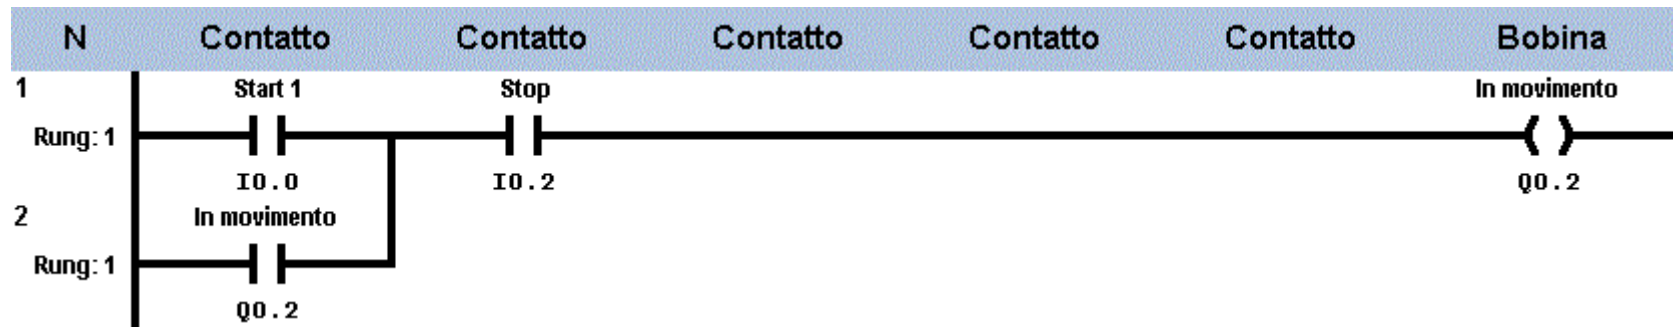 N Contatto Contatto Contatto Contatto Contatto Bobina
1 Start 1 Stop In movimento
Rung: 1
I0.0 I0.2 Q0.2
2 In movimento
Rung: 1
Q0.2